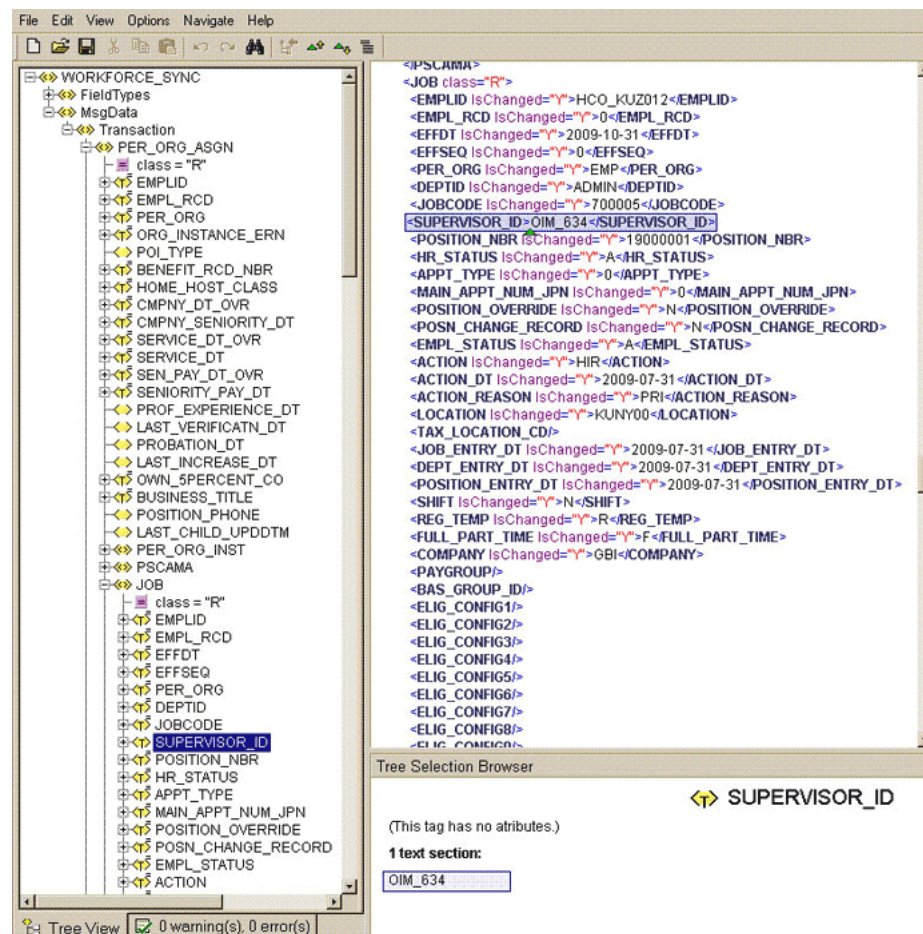 File Edit View Options Navigate Help
WORKFORCE_SYNC
FieldTypes
MsgData
Transaction
PER_ORG_ASGN
class = "R"
EMPLID
EMPL_RCD
PER_ORG
ORG_INSTANCE_ERN
POI_TYPE
BENEFIT_RCD_NBR
HOME_HOST_CLASS
CMPNY_DT_OVR
CMPNY_SENIORITY_DT
SERVICE_DT_OVR
SERVICE_DT
SEN_PAY_DT_OVR
SENIORITY_PAY_DT
PROF_EXPERIENCE_DT
LAST_VERIFICATN_DT
PROBATION_DT
LAST_INCREASE_DT
OWN_5PERCENT_CO
BUSINESS_TITLE
POSITION_PHONE
LAST_CHILD_UPDDTM
PER_ORG_INST
PSCAMA
JOB
class = "R"
EMPLID
EMPL_RCD
EFFDT
EFFSEQ
PER_ORG
DEPTID
JOBCODE
SUPERVISOR_ID
POSITION_NBR
HR_STATUS
APPT_TYPE
MAIN_APPT_NUM_JPN
POSITION_OVERRIDE
POSN_CHANGE_RECORD
EMPL_STATUS
ACTION
Tree View 0 warning(s), 0 error(s)
</PSCAMA>
<JOB class="R">
<EMPLID IsChanged="Y">HCO_KUZ012</EMPLID>
<EMPL_RCD IsChanged="Y">0</EMPL_RCD>
<EFFDT IsChanged="Y">2009-10-31</EFFDT>
<EFFSEQ IsChanged="Y">0</EFFSEQ>
<PER_ORG IsChanged="Y">EMP</PER_ORG>
<DEPTID IsChanged="Y">ADMIN</DEPTID>
<JOBCODE IsChanged="Y">700005</JOBCODE>
<SUPERVISOR_ID>OIM_634</SUPERVISOR_ID>
<POSITION_NBR IsChanged="Y">19000001</POSITION_NBR>
<HR_STATUS IsChanged="Y">A</HR_STATUS>
<APPT_TYPE IsChanged="Y">0</APPT_TYPE>
<MAIN_APPT_NUM_JPN IsChanged="Y">0</MAIN_APPT_NUM_JPN>
<POSITION_OVERRIDE IsChanged="Y">N</POSITION_OVERRIDE>
<POSN_CHANGE_RECORD IsChanged="Y">N</POSN_CHANGE_RECORD>
<EMPL_STATUS IsChanged="Y">A</EMPL_STATUS>
<ACTION IsChanged="Y">HIR</ACTION>
<ACTION_DT IsChanged="Y">2009-07-31</ACTION_DT>
<ACTION_REASON IsChanged="Y">PRI</ACTION_REASON>
<LOCATION IsChanged="Y">KUNY00</LOCATION>
<TAX_LOCATION_CD/>
<JOB_ENTRY_DT IsChanged="Y">2009-07-31</JOB_ENTRY_DT>
<DEPT_ENTRY_DT IsChanged="Y">2009-07-31</DEPT_ENTRY_DT>
<POSITION_ENTRY_DT IsChanged="Y">2009-07-31</POSITION_ENTRY_DT>
<SHIFT IsChanged="Y">N</SHIFT>
<REG_TEMP IsChanged="Y">R</REG_TEMP>
<FULL_PART_TIME IsChanged="Y">F</FULL_PART_TIME>
<COMPANY IsChanged="Y">GBI</COMPANY>
<PAYGROUP/>
<BAS_GROUP_ID/>
<ELIG_CONFIG1/>
<ELIG_CONFIG2/>
<ELIG_CONFIG3/>
<ELIG_CONFIG4/>
<ELIG_CONFIG5/>
<ELIG_CONFIG6/>
<ELIG_CONFIG7/>
<ELIG_CONFIG8/>
<ELIG_CONFIG9/>
Tree Selection Browser
<T> SUPERVISOR_ID
(This tag has no atributes.)
1 text section:
OIM_634